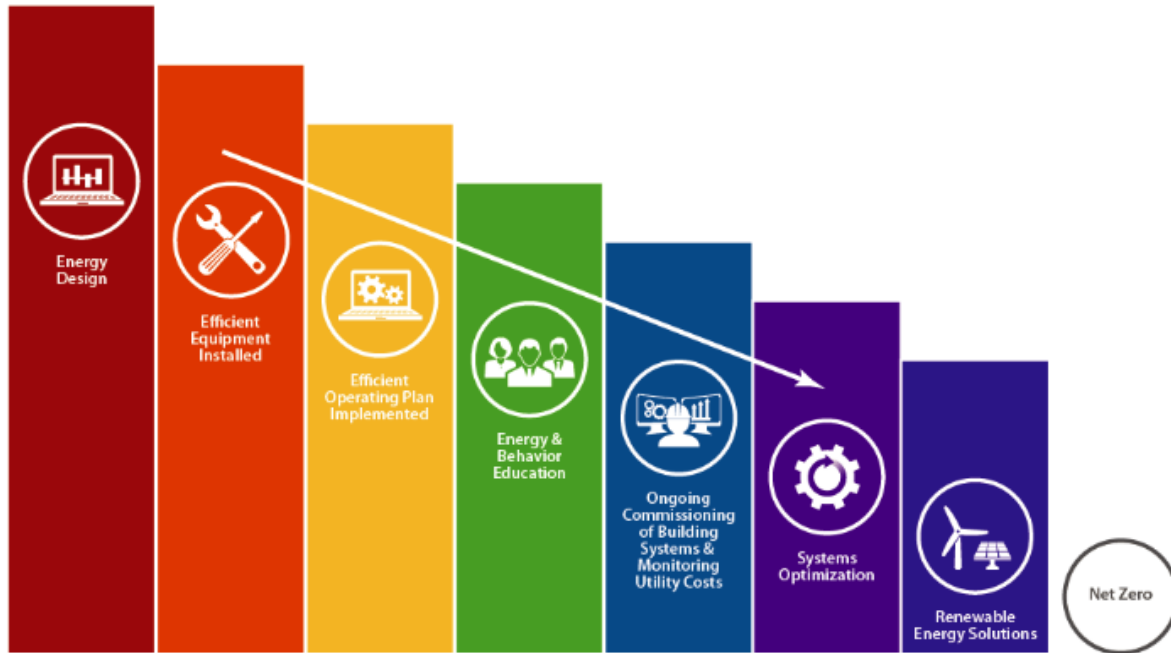 Energy
Design
Efficient
Equipment
Installed
Efficient
Operating Plan
Implemented
Energy &
Behavior
Education
Ongoing
Commissioning
of Building
Systems &
Monitoring
Utility Costs
Systems
Optimization
Renewable
Energy Solutions
Net Zero